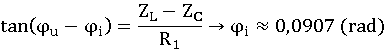 tan(φu − φi) = (ZL − ZC) / R1 → φi ≈ 0,0907 (rad)